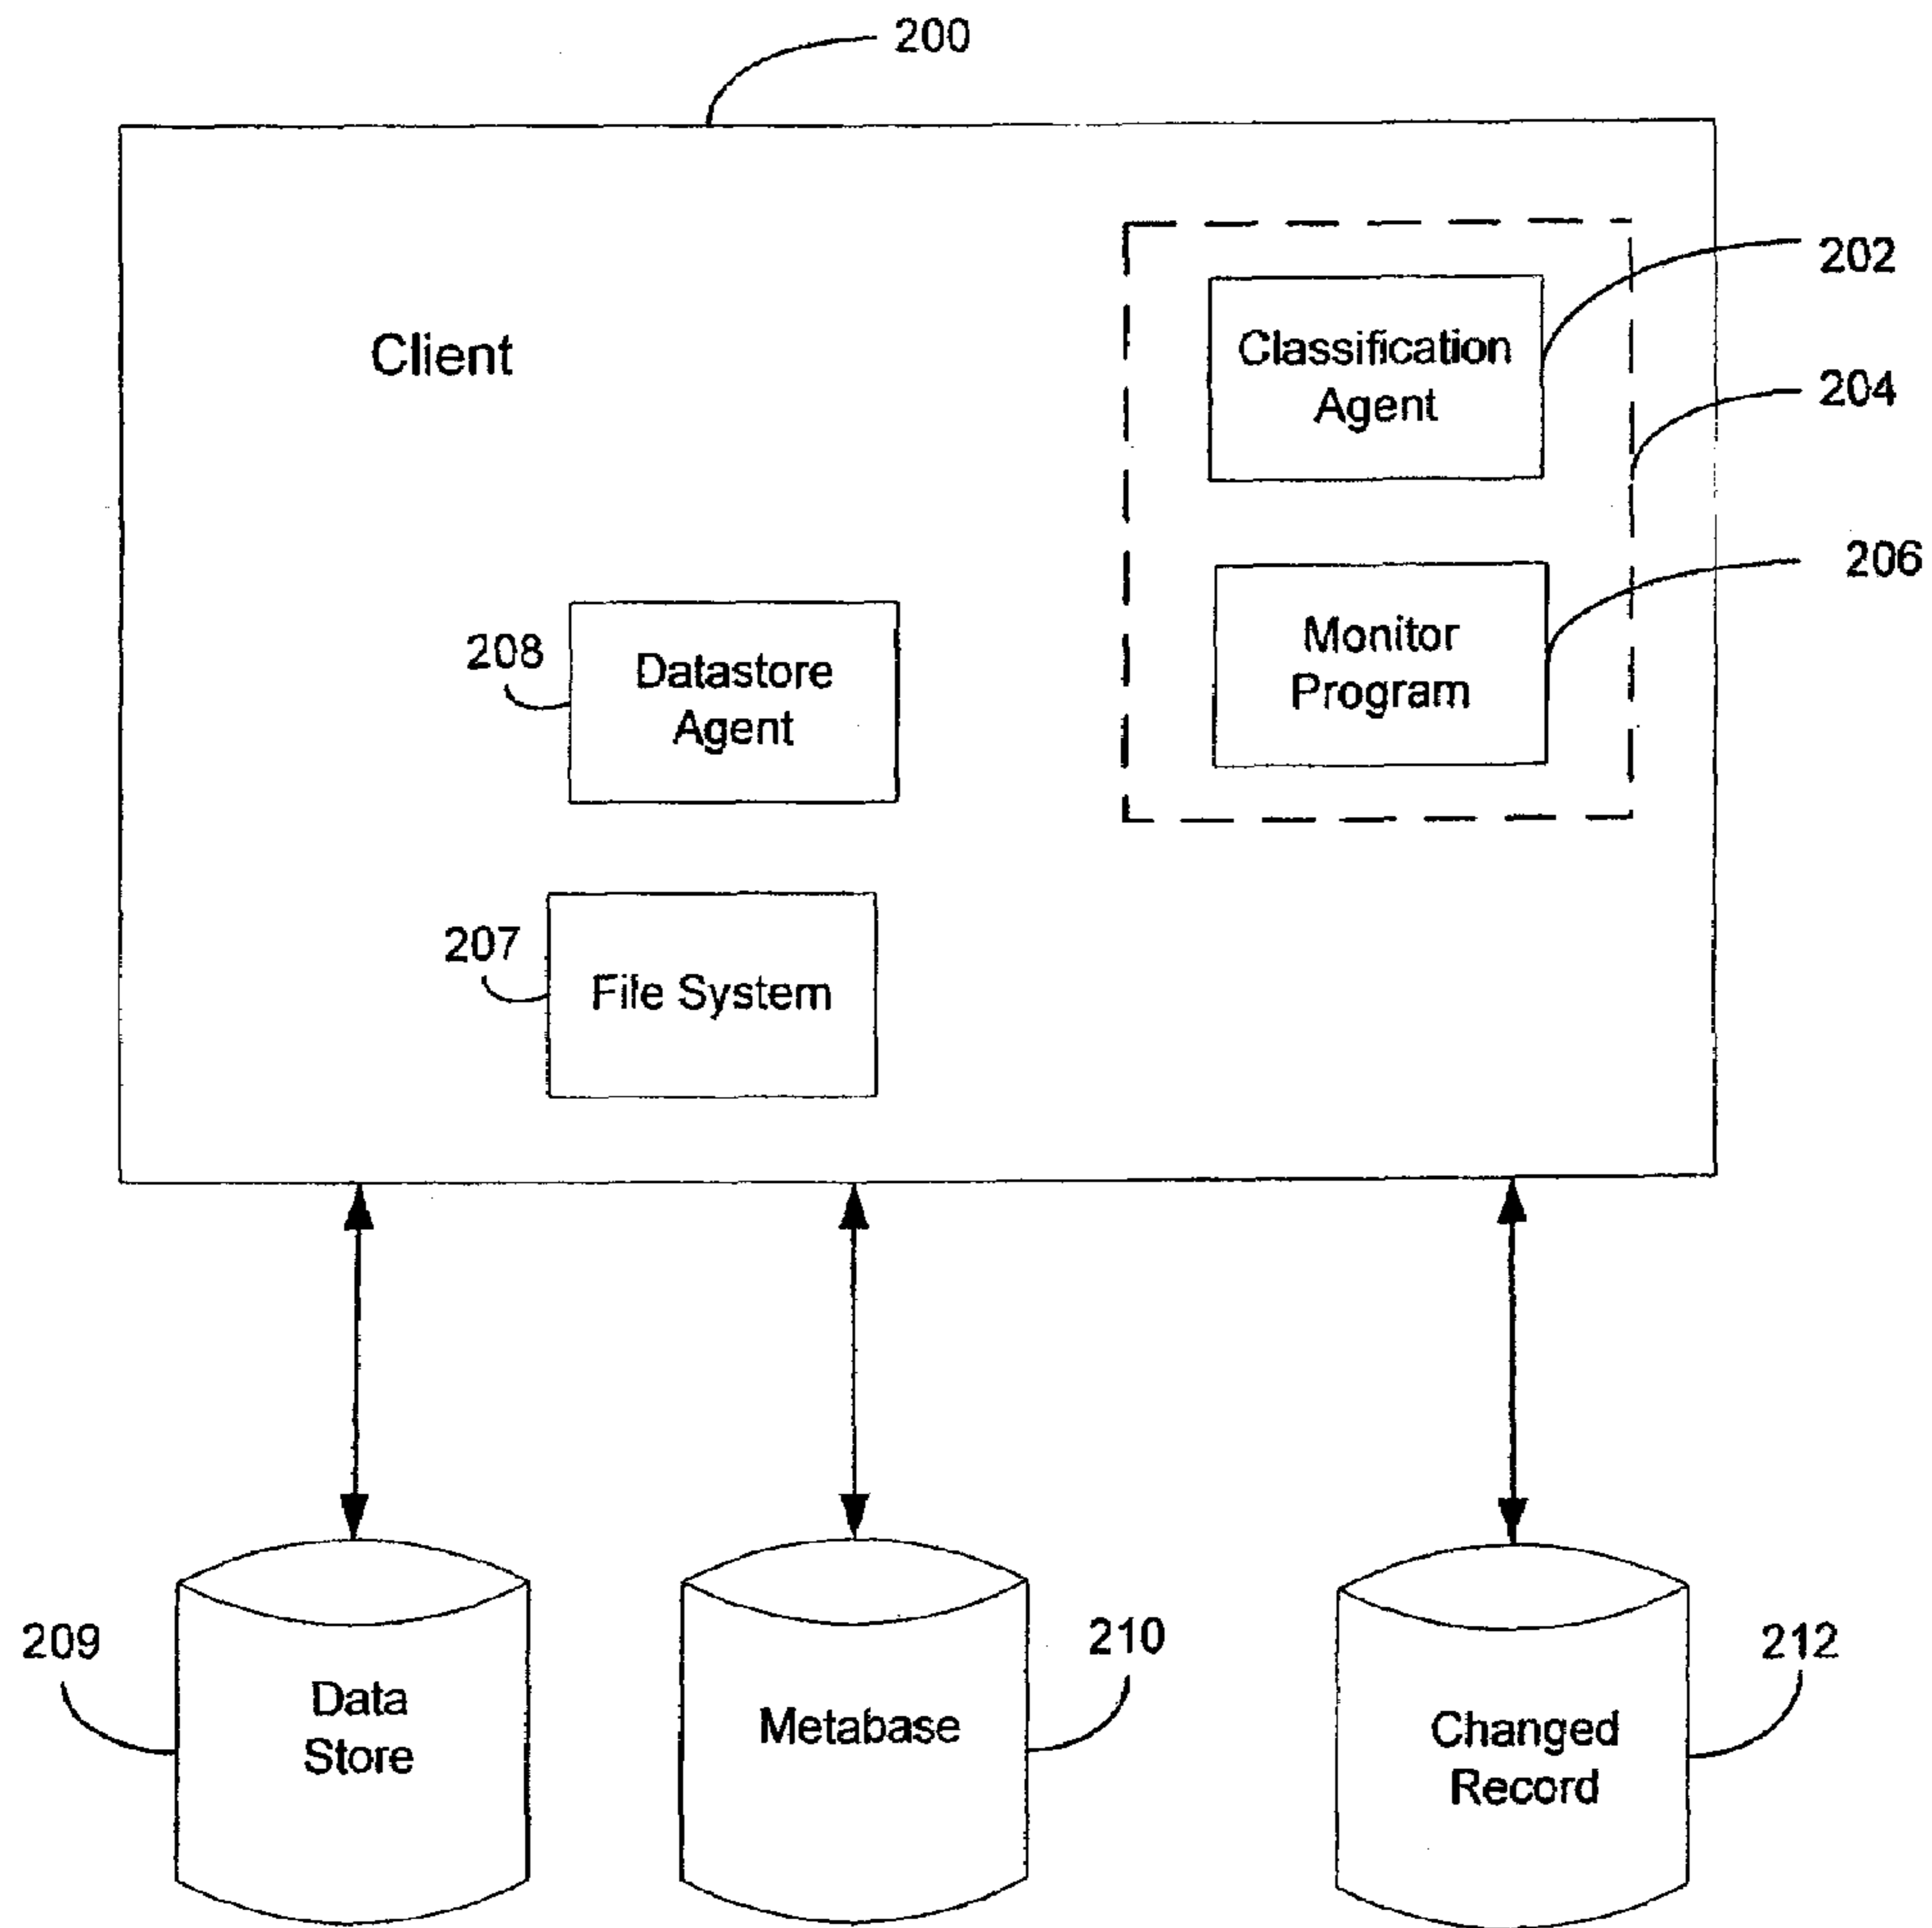 200
202
Client
Classification
Agent
204
206
Monitor
Program
208
Datastore
Agent
207
File System
209
Data
Store
210
Metabase
212
Changed
Record